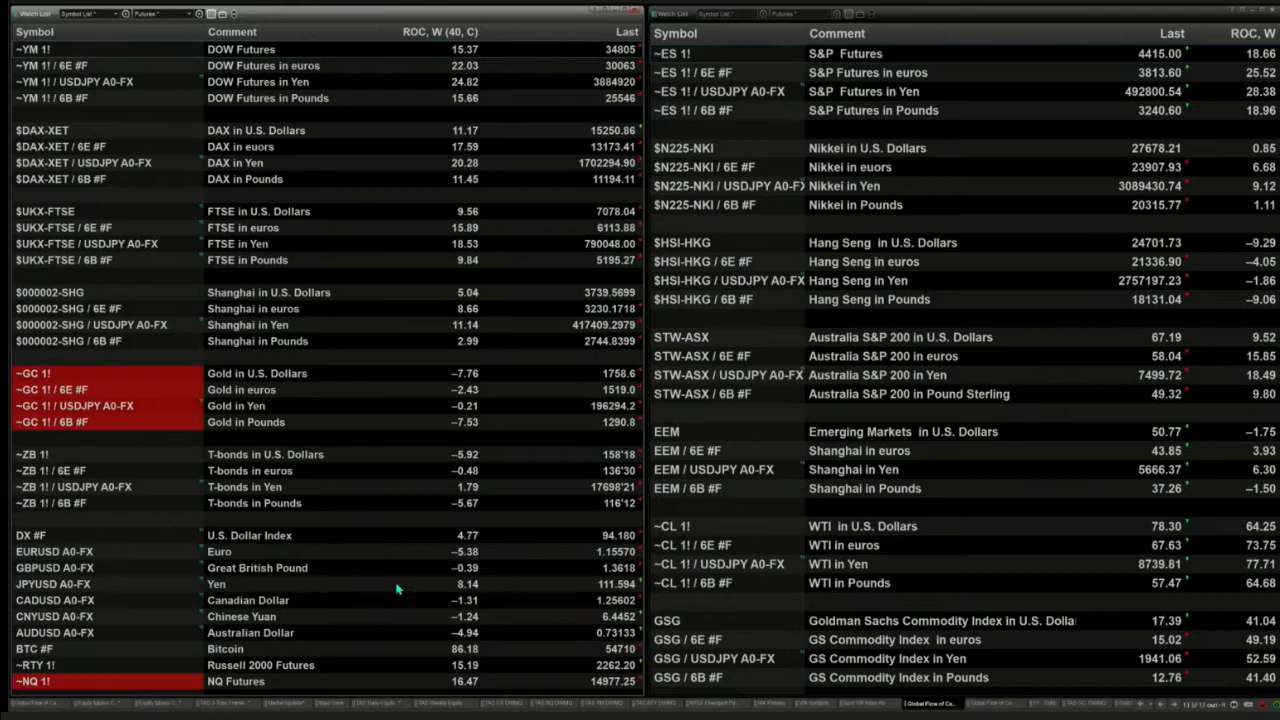 Watch List Symbol List * Futures *
Symbol Comment ROC, W (40, C) Last
~YM 1! DOW Futures 15.37 34805
~YM 1! / 6E #F DOW Futures in euros 22.03 30063
~YM 1! / USDJPY A0-FX DOW Futures in Yen 24.82 3884920
~YM 1! / 6B #F DOW Futures in Pounds 15.66 25546
$DAX-XET DAX in U.S. Dollars 11.17 15250.86
$DAX-XET / 6E #F DAX in euors 17.59 13173.41
$DAX-XET / USDJPY A0-FX DAX in Yen 20.28 1702294.90
$DAX-XET / 6B #F DAX in Pounds 11.45 11194.11
$UKX-FTSE FTSE in U.S. Dollars 9.56 7078.04
$UKX-FTSE / 6E #F FTSE in euros 15.89 6113.88
$UKX-FTSE / USDJPY A0-FX FTSE in Yen 18.53 790048.00
$UKX-FTSE / 6B #F FTSE in Pounds 9.84 5195.27
$000002-SHG Shanghai in U.S. Dollars 5.04 3739.5699
$000002-SHG / 6E #F Shanghai in euros 8.66 3230.1718
$000002-SHG / USDJPY A0-FX Shanghai in Yen 11.14 417409.2979
$000002-SHG / 6B #F Shanghai in Pounds 2.99 2744.8399
~GC 1! Gold in U.S. Dollars –7.76 1758.6
~GC 1! / 6E #F Gold in euros –2.43 1519.0
~GC 1! / USDJPY A0-FX Gold in Yen –0.21 196294.2
~GC 1! / 6B #F Gold in Pounds –7.53 1290.8
~ZB 1! T-bonds in U.S. Dollars –5.92 158'18
~ZB 1! / 6E #F T-bonds in euros –0.48 136'30
~ZB 1! / USDJPY A0-FX T-bonds in Yen 1.79 17698'21
~ZB 1! / 6B #F T-bonds in Pounds –5.67 116'12
DX #F U.S. Dollar Index 4.77 94.180
EURUSD A0-FX Euro –5.38 1.15570
GBPUSD A0-FX Great British Pound –0.39 1.3618
JPYUSD A0-FX Yen 8.14 111.594
CADUSD A0-FX Canadian Dollar –1.31 1.25602
CNYUSD A0-FX Chinese Yuan –1.24 6.4452
AUDUSD A0-FX Australian Dollar –4.94 0.73133
BTC #F Bitcoin 86.18 54710
~RTY 1! Russell 2000 Futures 15.19 2262.20
~NQ 1! NQ Futures 16.47 14977.25
Watch List Symbol List * Futures *
Symbol Comment Last ROC, W
~ES 1! S&P Futures 4415.00 18.66
~ES 1! / 6E #F S&P Futures in euros 3813.60 25.52
~ES 1! / USDJPY A0-FX S&P Futures in Yen 492800.54 28.38
~ES 1! / 6B #F S&P Futures in Pounds 3240.60 18.96
$N225-NKI Nikkei in U.S. Dollars 27678.21 0.85
$N225-NKI / 6E #F Nikkei in euors 23907.93 6.68
$N225-NKI / USDJPY A0-FX Nikkei in Yen 3089430.74 9.12
$N225-NKI / 6B #F Nikkei in Pounds 20315.77 1.11
$HSI-HKG Hang Seng in U.S. Dollars 24701.73 –9.29
$HSI-HKG / 6E #F Hang Seng in euros 21336.90 –4.05
$HSI-HKG / USDJPY A0-FX Hang Seng in Yen 2757197.23 –1.86
$HSI-HKG / 6B #F Hang Seng in Pounds 18131.04 –9.06
STW-ASX Australia S&P 200 in U.S. Dollars 67.19 9.52
STW-ASX / 6E #F Australia S&P 200 in euros 58.04 15.85
STW-ASX / USDJPY A0-FX Australia S&P 200 in Yen 7499.72 18.49
STW-ASX / 6B #F Australia S&P 200 in Pound Sterling 49.32 9.80
EEM Emerging Markets in U.S. Dollars 50.77 –1.75
EEM / 6E #F Shanghai in euros 43.85 3.93
EEM / USDJPY A0-FX Shanghai in Yen 5666.37 6.30
EEM / 6B #F Shanghai in Pounds 37.26 –1.50
~CL 1! WTI in U.S. Dollars 78.30 64.25
~CL 1! / 6E #F WTI in euros 67.63 73.75
~CL 1! / USDJPY A0-FX WTI in Yen 8739.81 77.71
~CL 1! / 6B #F WTI in Pounds 57.47 64.68
GSG Goldman Sachs Commodity Index in U.S. Dolla 17.39 41.04
GSG / 6E #F GS Commodity Index in euros 15.02 49.19
GSG / USDJPY A0-FX GS Commodity Index in Yen 1941.06 52.59
GSG / 6B #F GS Commodity Index in Pounds 12.76 41.40
Global Flow of Ca...